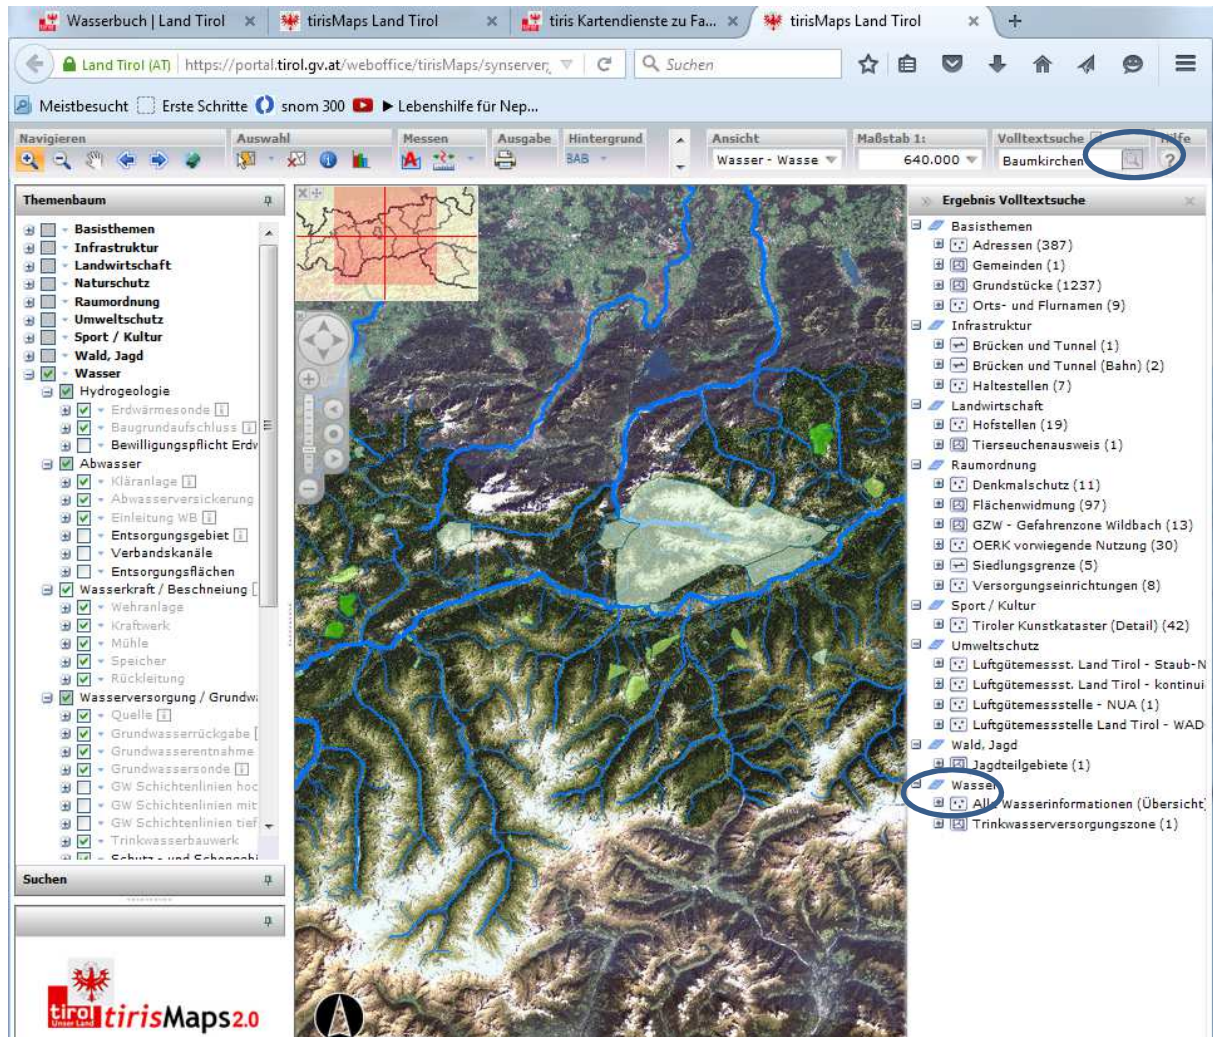 Wasserbuch | Land Tirol
tirisMaps Land Tirol
tiris Kartendienste zu Fa...
tirisMaps Land Tirol
Land Tirol (AT)
https://portal.tirol.gv.at/weboffice/tirisMaps/synserver;
Suchen
Meistbesucht
Erste Schritte
snom 300
Lebenshilfe für Nep...
Navigieren
Auswahl
Messen
Ausgabe
Hintergrund
Ansicht
Maßstab 1:
Volltextsuche
BAB
Wasser - Wasse
640.000
Baumkirchen
Themenbaum
Basisthemen
Infrastruktur
Landwirtschaft
Naturschutz
Raumordnung
Umweltschutz
Sport / Kultur
Wald, Jagd
Wasser
Hydrogeologie
Erdwärmesonde
Baugrundaufschluss
Bewilligungspflicht Erdw
Abwasser
Kläranlage
Abwasserversickerung
Einleitung WB
Entsorgungsgebiet
Verbandskanäle
Entsorgungsflächen
Wasserkraft / Beschneiung
Wehranlage
Kraftwerk
Mühle
Speicher
Rückleitung
Wasserversorgung / Grundwa
Quelle
Grundwasserrückgabe
Grundwasserentnahme
Grundwassersonde
GW Schichtenlinien hoc
GW Schichtenlinien mit
GW Schichtenlinien tief
Trinkwasserbauwerk
Schutz - und Schongebi
Suchen
tirol
Unser Land
tirisMaps 2.0
Ergebnis Volltextsuche
Basisthemen
Adressen (387)
Gemeinden (1)
Grundstücke (1237)
Orts- und Flurnamen (9)
Infrastruktur
Brücken und Tunnel (1)
Brücken und Tunnel (Bahn) (2)
Haltestellen (7)
Landwirtschaft
Hofstellen (19)
Tierseuchenausweis (1)
Raumordnung
Denkmalschutz (11)
Flächenwidmung (97)
GZW - Gefahrenzone Wildbach (13)
OERK vorwiegende Nutzung (30)
Siedlungsgrenze (5)
Versorgungseinrichtungen (8)
Sport / Kultur
Tiroler Kunstkataster (Detail) (42)
Umweltschutz
Luftgütemessst. Land Tirol - Staub-N
Luftgütemessst. Land Tirol - kontinui
Luftgütemessstelle - NUA (1)
Luftgütemessstelle Land Tirol - WAD
Wald, Jagd
Jagdteilgebiete (1)
Wasser
Alle Wasserinformationen (Übersicht)
Trinkwasserversorgungszone (1)